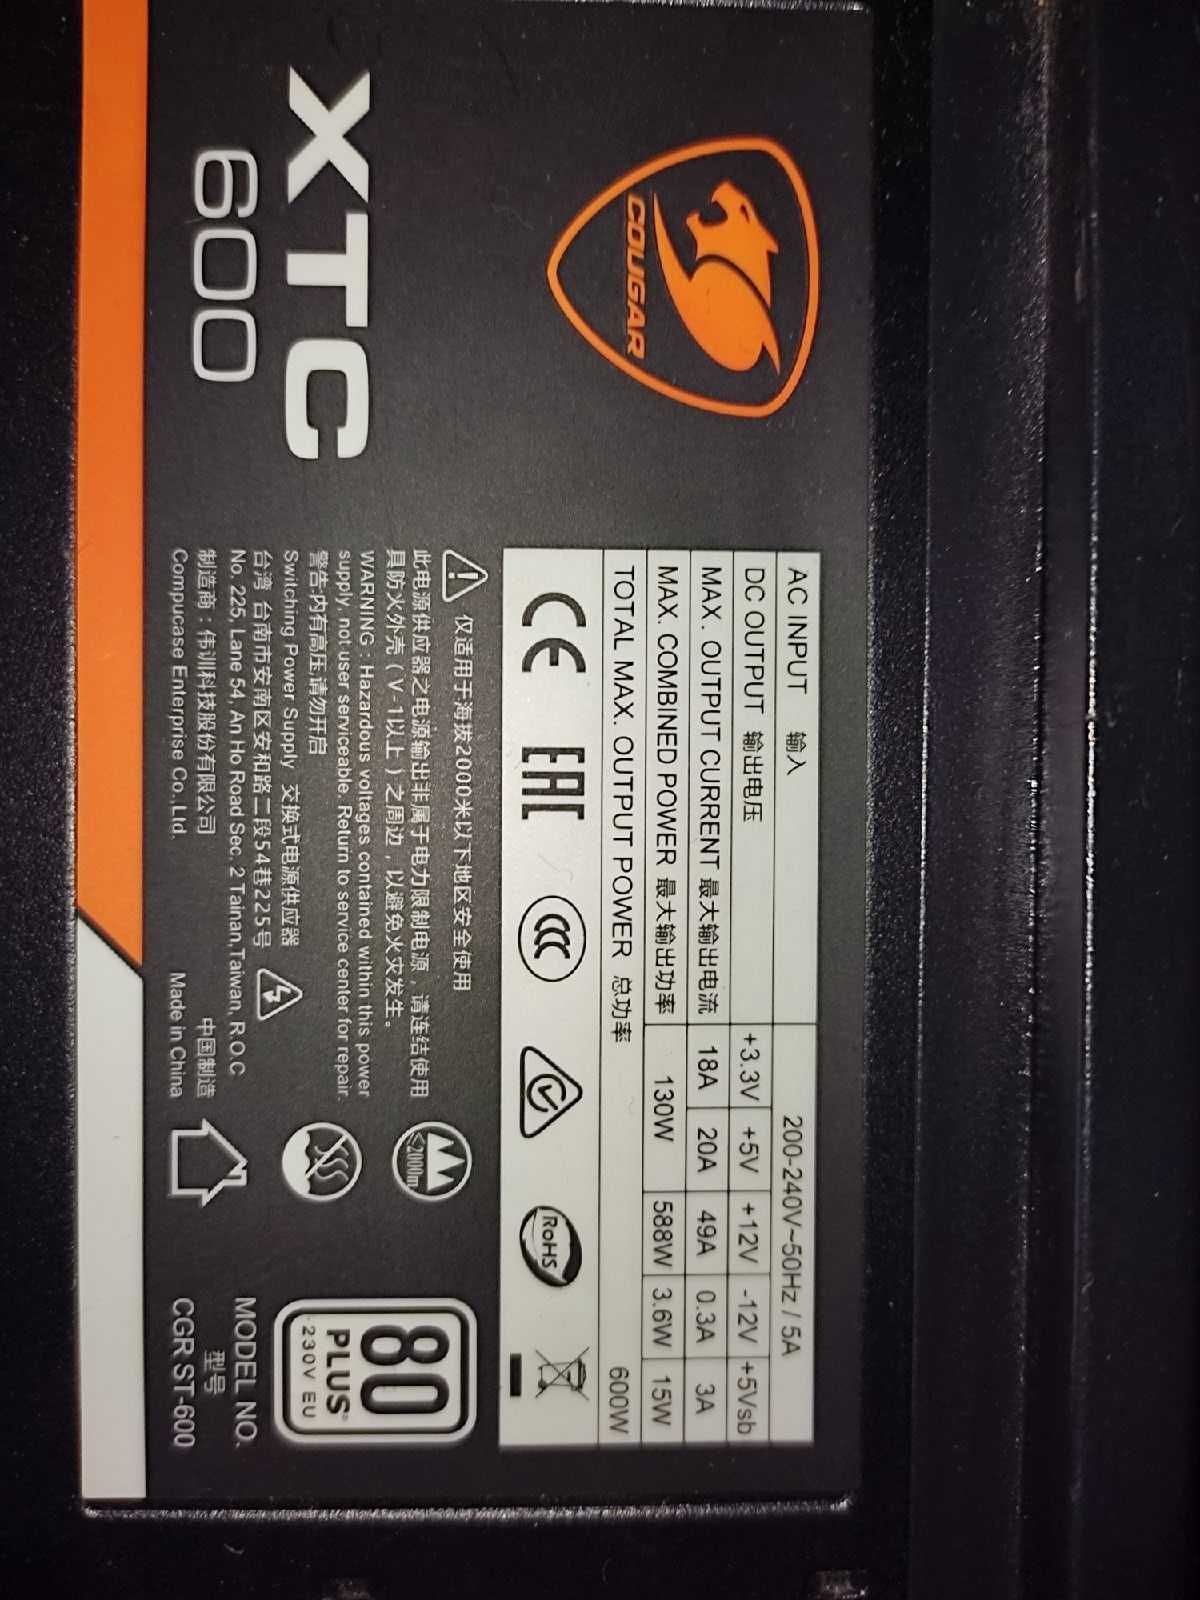 COUGAR
XTC
600
AC INPUT 输入 200-240V~50Hz / 5A
DC OUTPUT 输出电压 +3.3V +5V +12V -12V +5Vsb
MAX. OUTPUT CURRENT 最大输出电流 18A 20A 49A 0.3A 3A
MAX. COMBINED POWER 最大输出功率 130W 588W 3.6W 15W
TOTAL MAX. OUTPUT POWER 总功率 600W
CE EAC CCC RoHS
仅适用于海拔2000米以下地区安全使用
此电源供应器之电源输出非属于电力限制电源，请连结使用
具防火外壳（V-1以上）之周边，以避免火灾发生。
WARNING : Hazardous voltages contained within this power
supply, not user serviceable. Return to service center for repair.
警告:内有高压,请勿开启
Switching Power Supply 交换式电源供应器
台湾 台南市安南区安和路二段54巷225号
No. 225, Lane 54, An Ho Road Sec. 2 Tainan,Taiwan, R.O.C
制造商：伟训科技股份有限公司 中国制造
Compucase Enterprise Co.,Ltd. Made in China
≤2000m
80
PLUS®
230V EU
MODEL NO.
型号
CGR ST-600